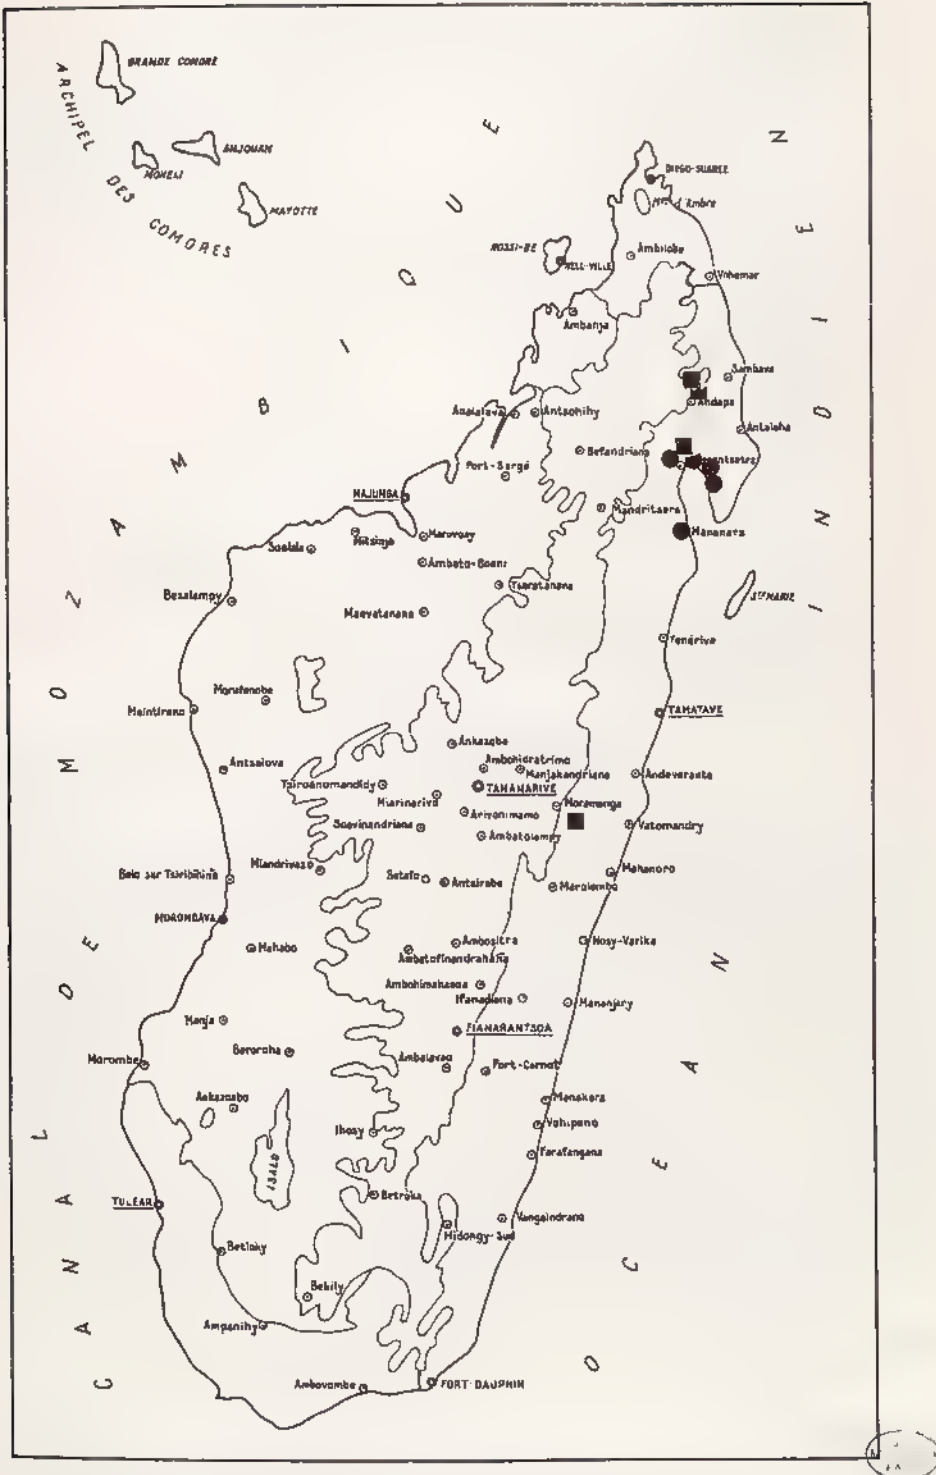 GRANDE COMORE
ARCHIPEL DES COMORES
ANJOUAN
MOHELI
MAYOTTE
CANAL DE MOZAMBIQUE
OCEAN INDIEN
DIEGO-SUAREZ
Mt. d'Ambre
NOSSI-BE
HELL-VILLE
Ambilobe
Vohemar
Ambanja
Sambava
Andapa
Analalava
Antsohihy
Antalaha
Befandriana
Port-Bergé
MAJUNGA
Mandritsara
Mananara
Soalala
Mitsinjo
Marovoay
Ambato-Boeni
Tsaratanana
Besalampy
Maevatanana
Ste MARIE
Fenérive
Morafenobe
Maintirano
TAMATAVE
Ankazobe
Antsalova
Ambohidratrimo
Manjakandriana
Andevorante
Tsiroanomandidy
TANANARIVE
Miarinarivo
Moramanga
Arivonimamo
Soavinandriana
Vatomandry
Ambatolampy
Miandrivazo
Mahanoro
Belo sur Tsiribihina
Betafo
Antsirabe
Marolambo
MORONDAVA
Mahabo
Ambositra
Nosy-Varika
Ambatofinandrahana
Ambohimahasoa
Ifanadiana
Mananjary
Manja
FIANARANTSOA
Beroroha
Morombe
Ambalavao
Fort-Carnot
Ankazoabo
Manakara
Vohipeno
Ihosy
Farafangana
ISALO
TULEAR
Betroka
Vangaindrano
Midongy-Sud
Betioky
Bekily
Ampanihy
Ambovombe
FORT-DAUPHIN